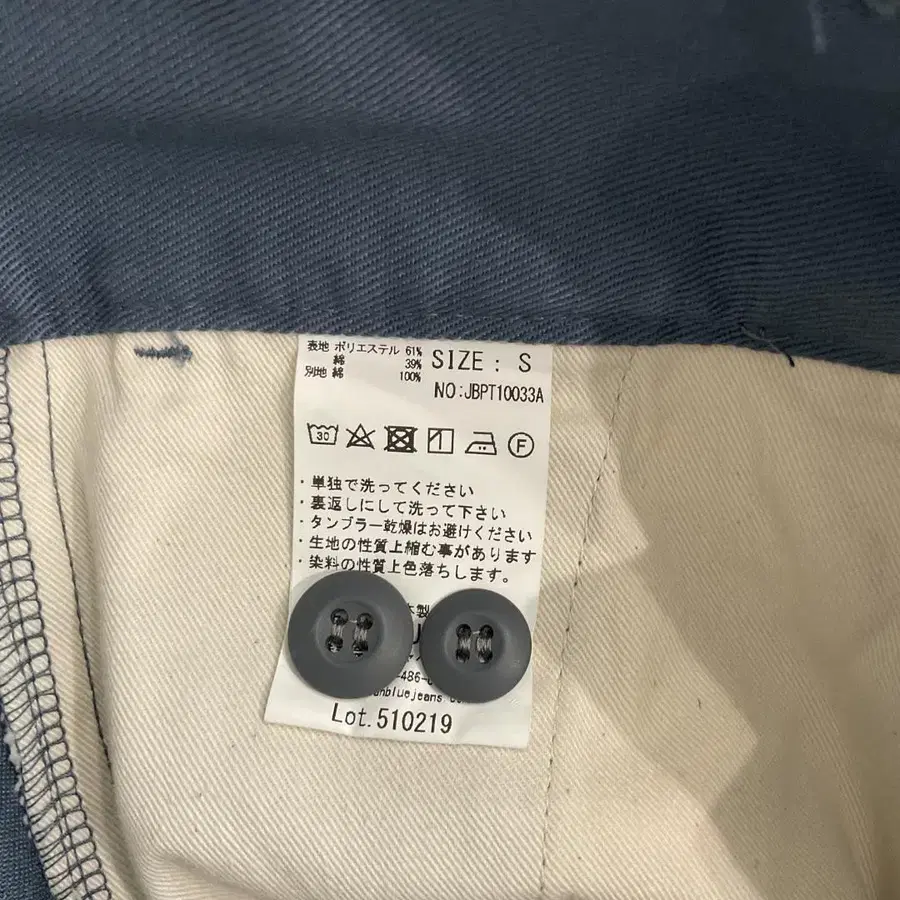 表地 ポリエステル 61%
綿 39%
別地 綿 100%
SIZE: S
NO:JBPT10033A
30
F
・単独で洗ってください
・裏返しにして洗って下さい
・タンブラー乾燥はお避けください
・生地の性質上縮む事があります
・染料の性質上色落ちします。
製
-486-
nbluejeans.
Lot.510219